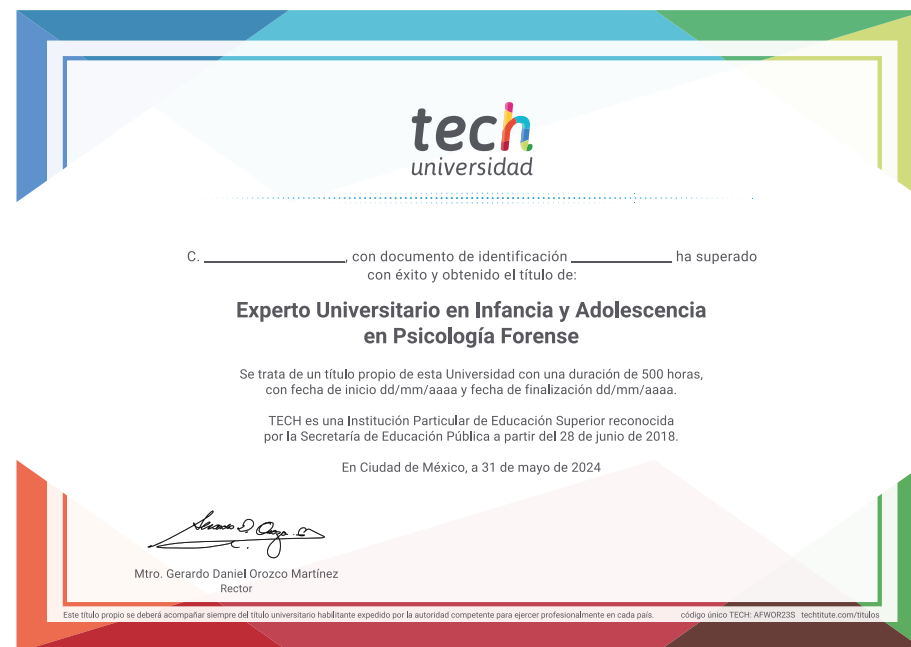 tech
universidad
C. ____________, con documento de identificación ____________ ha superado
con éxito y obtenido el título de:
Experto Universitario en Infancia y Adolescencia
en Psicología Forense
Se trata de un título propio de esta Universidad con una duración de 500 horas,
con fecha de inicio dd/mm/aaaa y fecha de finalización dd/mm/aaaa.
TECH es una Institución Particular de Educación Superior reconocida
por la Secretaría de Educación Pública a partir del 28 de junio de 2018.
En Ciudad de México, a 31 de mayo de 2024
Mtro. Gerardo Daniel Orozco Martínez
Rector
Este título propio se deberá acompañar siempre del título universitario habilitante expedido por la autoridad competente para ejercer profesionalmente en cada país. código único TECH: AFWOR23S techtitute.com/titulos